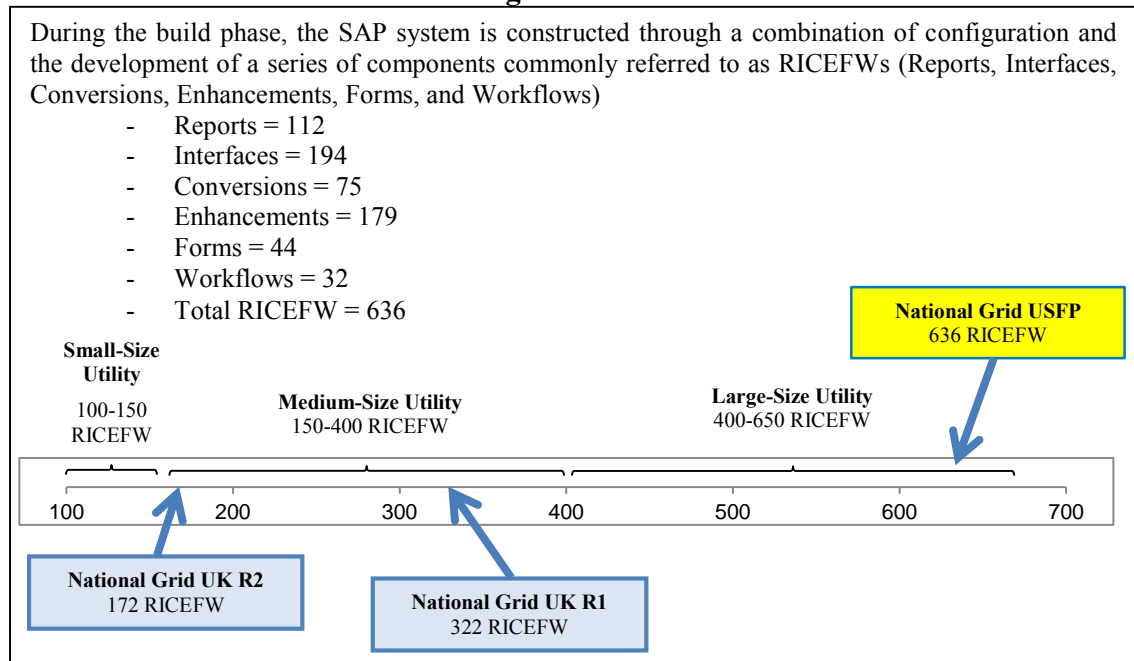 During the build phase, the SAP system is constructed through a combination of configuration and
the development of a series of components commonly referred to as RICEFWs (Reports, Interfaces,
Conversions, Enhancements, Forms, and Workflows)
- Reports = 112
- Interfaces = 194
- Conversions = 75
- Enhancements = 179
- Forms = 44
- Workflows = 32
- Total RICEFW = 636
National Grid USFP
636 RICEFW
Small-Size
Utility
100-150
RICEFW
Medium-Size Utility
150-400 RICEFW
Large-Size Utility
400-650 RICEFW
100 200 300 400 500 600 700
National Grid UK R2
172 RICEFW
National Grid UK R1
322 RICEFW